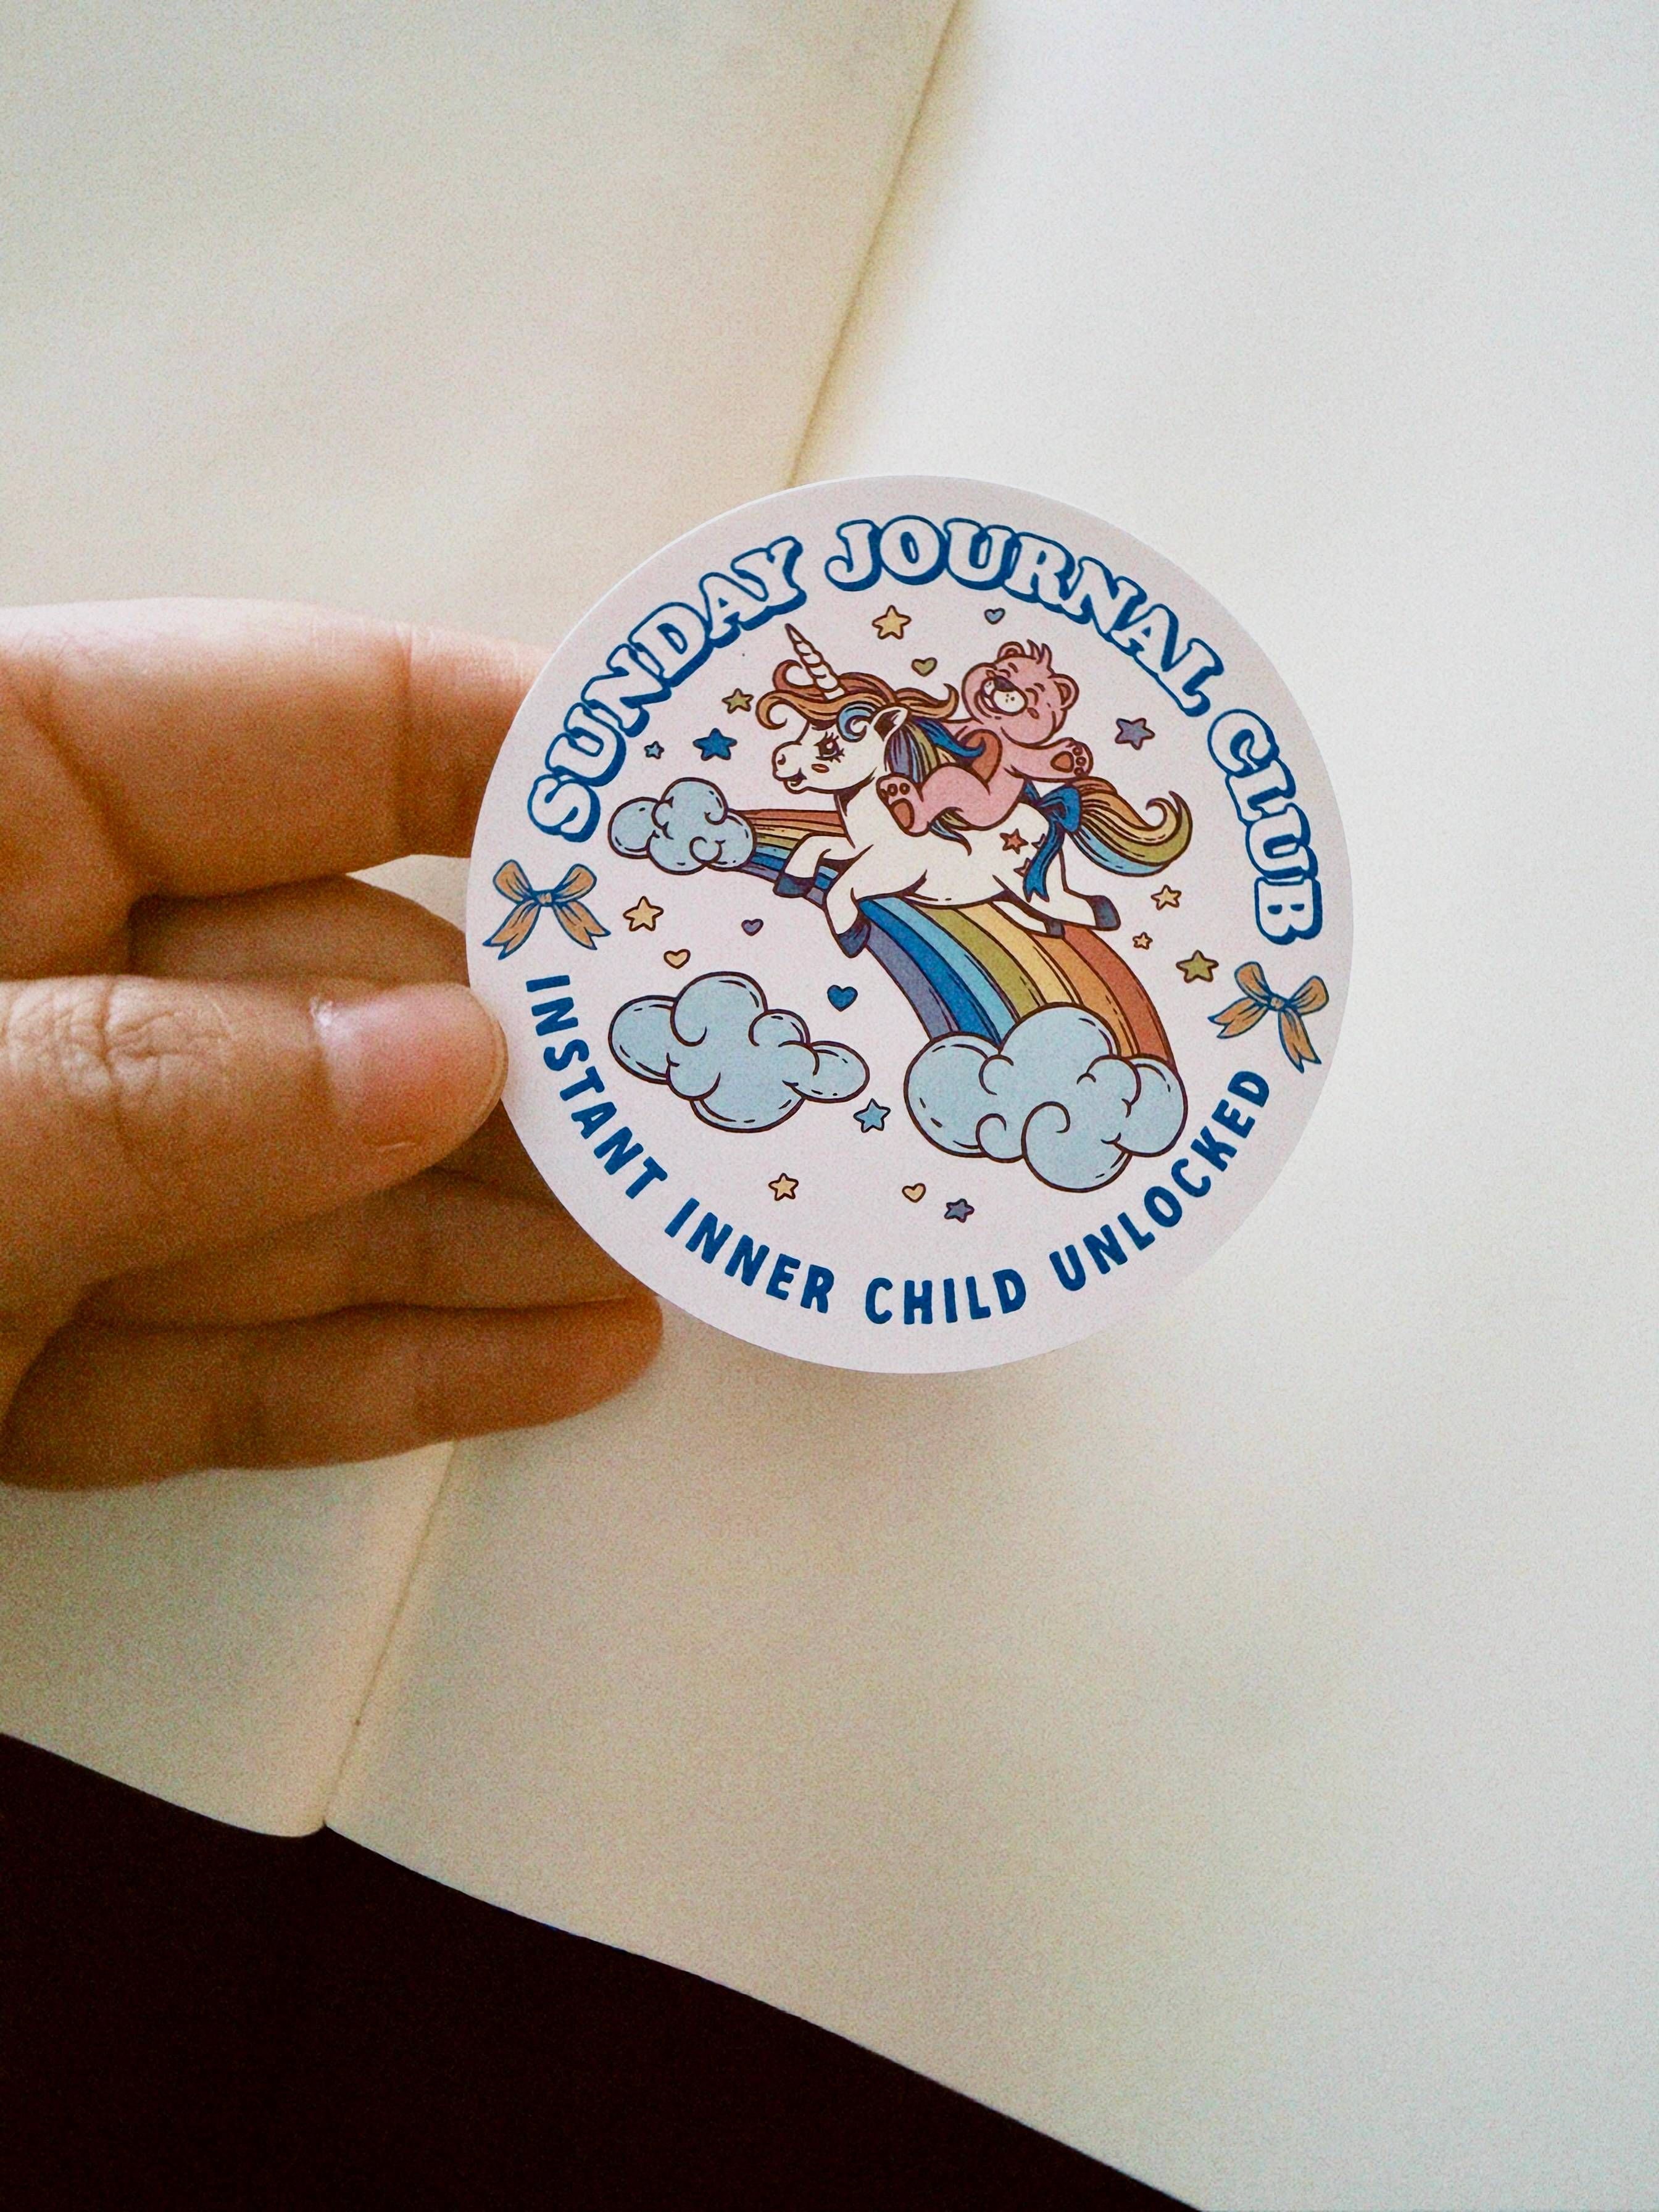 SUNDAY JOURNAL CLUB
INSTANT INNER CHILD UNLOCKED